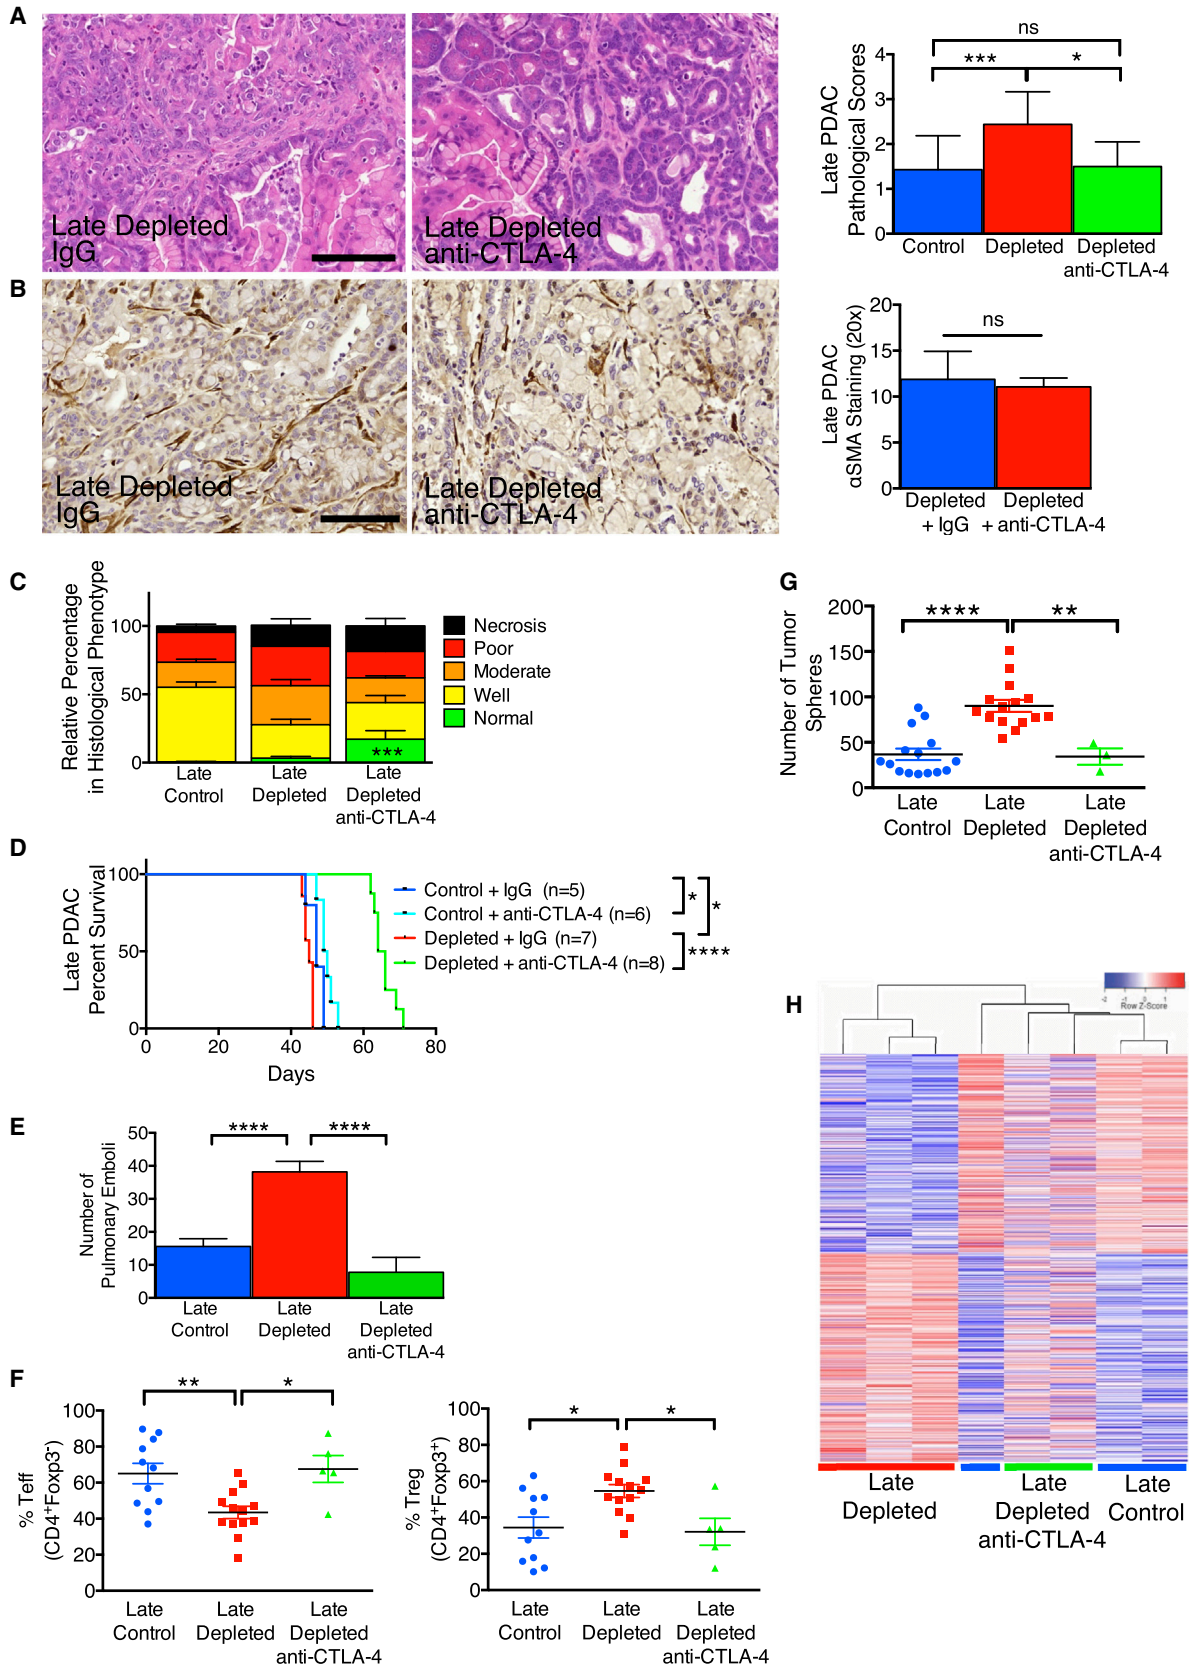 A
Late Depleted
IgG
Late Depleted
anti-CTLA-4
Late PDAC
Pathological Scores
4
3
2
1
0
ns
***
*
Control
Depleted
Depleted
anti-CTLA-4
B
Late Depleted
IgG
Late Depleted
anti-CTLA-4
Late PDAC
αSMA Staining (20x)
20
15
10
5
0
ns
Depleted
+ IgG
Depleted
+ anti-CTLA-4
C
Relative Percentage
in Histological Phenotype
100
50
0
***
Late
Control
Late
Depleted
Late
Depleted
anti-CTLA-4
Necrosis
Poor
Moderate
Well
Normal
G
Number of Tumor
Spheres
200
150
100
50
0
****
**
Late
Control
Late
Depleted
Late
Depleted
anti-CTLA-4
D
Late PDAC
Percent Survival
100
50
0
0 20 40 60 80
Days
Control + IgG (n=5)
Control + anti-CTLA-4 (n=6)
Depleted + IgG (n=7)
Depleted + anti-CTLA-4 (n=8)
*
*
****
E
Number of
Pulmonary Emboli
50
40
30
20
10
0
****
****
Late
Control
Late
Depleted
Late
Depleted
anti-CTLA-4
H
-2 -1 0 1
Row Z-Score
Late
Depleted
Late
Depleted
anti-CTLA-4
Late
Control
F
% Teff
(CD4+Foxp3-)
100
80
60
40
20
0
**
*
Late
Control
Late
Depleted
Late
Depleted
anti-CTLA-4
% Treg
(CD4+Foxp3+)
100
80
60
40
20
0
*
*
Late
Control
Late
Depleted
Late
Depleted
anti-CTLA-4